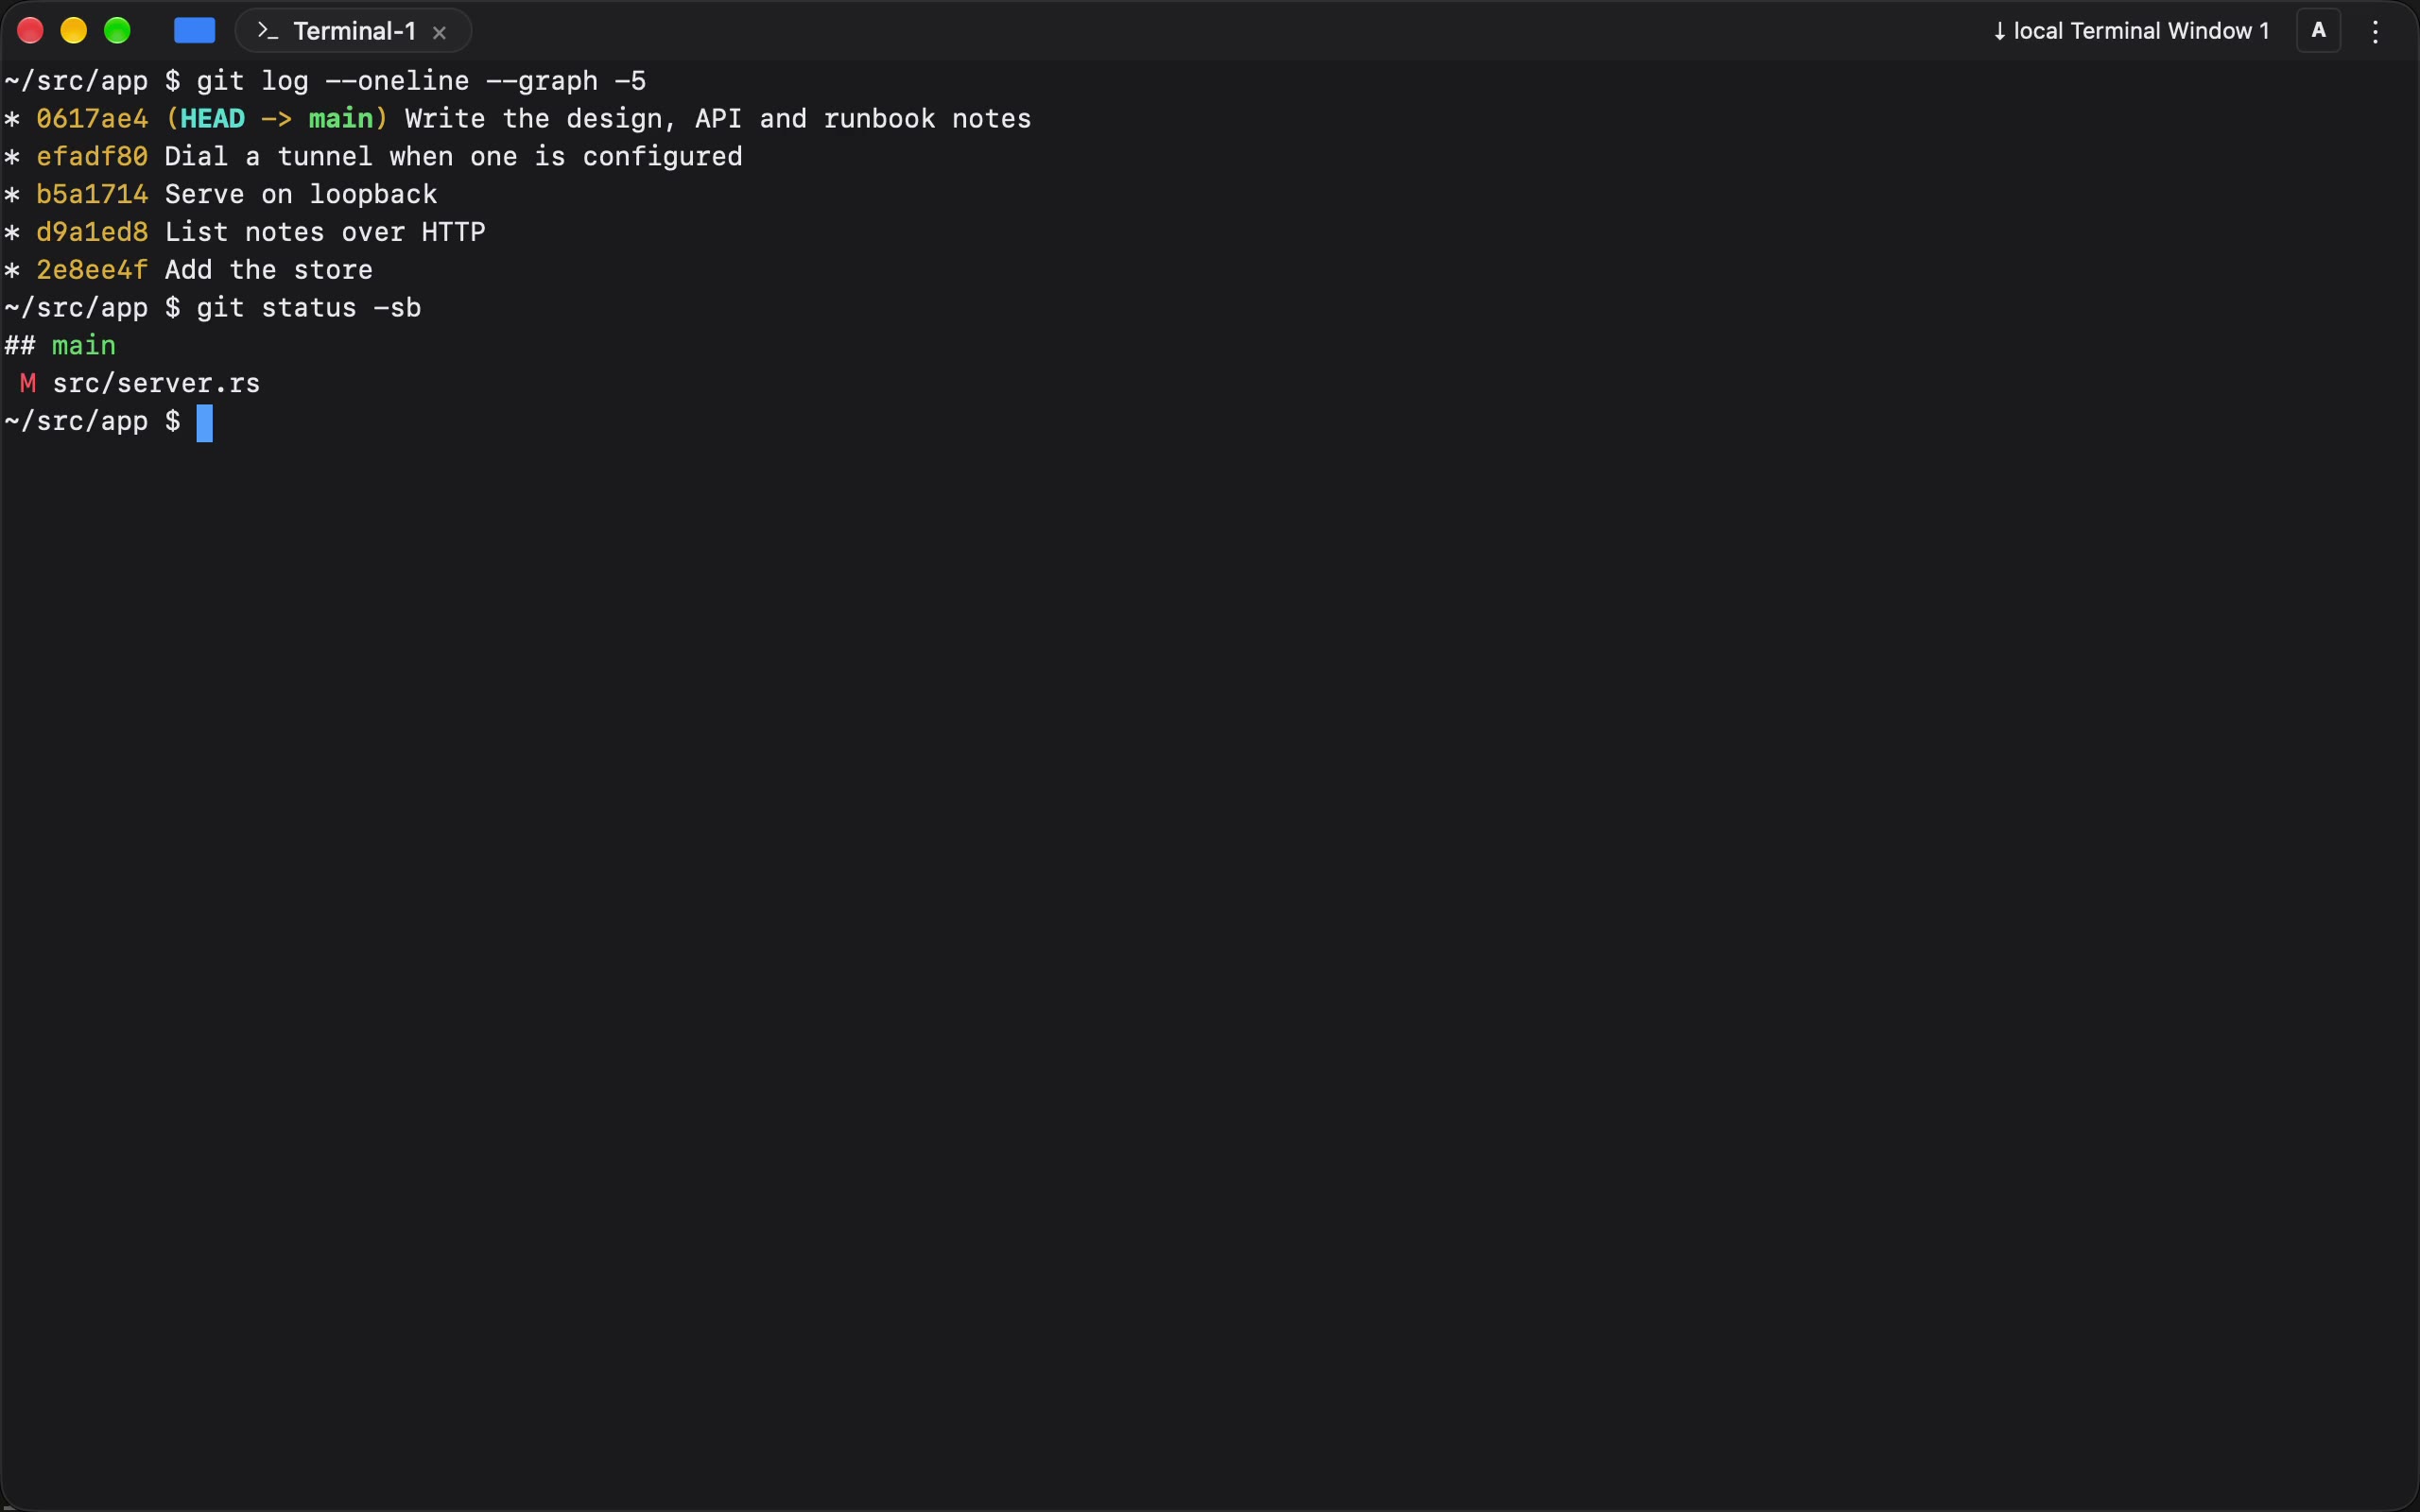 Terminal-1
↓ local Terminal Window 1
A
~/src/app $ git log --oneline --graph -5
* 0617ae4 (HEAD -> main) Write the design, API and runbook notes
* efadf80 Dial a tunnel when one is configured
* b5a1714 Serve on loopback
* d9a1ed8 List notes over HTTP
* 2e8ee4f Add the store
~/src/app $ git status -sb
## main
 M src/server.rs
~/src/app $